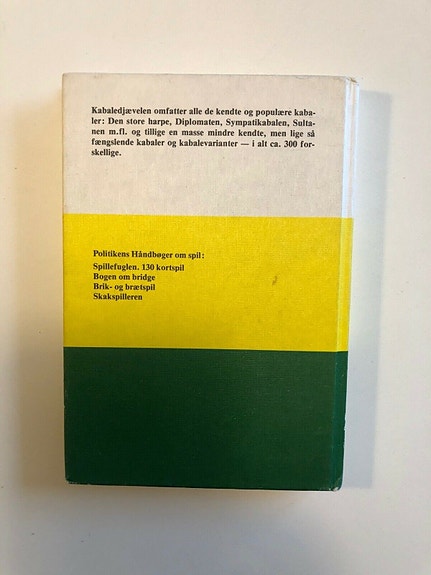 Kabaledjævelen omfatter alle de kendte og populære kaba-
ler: Den store harpe, Diplomaten, Sympatikabalen, Sulta-
nen m.fl. og tillige en masse mindre kendte, men lige så
fængslende kabaler og kabalevarianter — i alt ca. 300 for-
skellige.
Politikens Håndbøger om spil:
Spillefuglen. 130 kortspil
Bogen om bridge
Brik- og brætspil
Skakspilleren